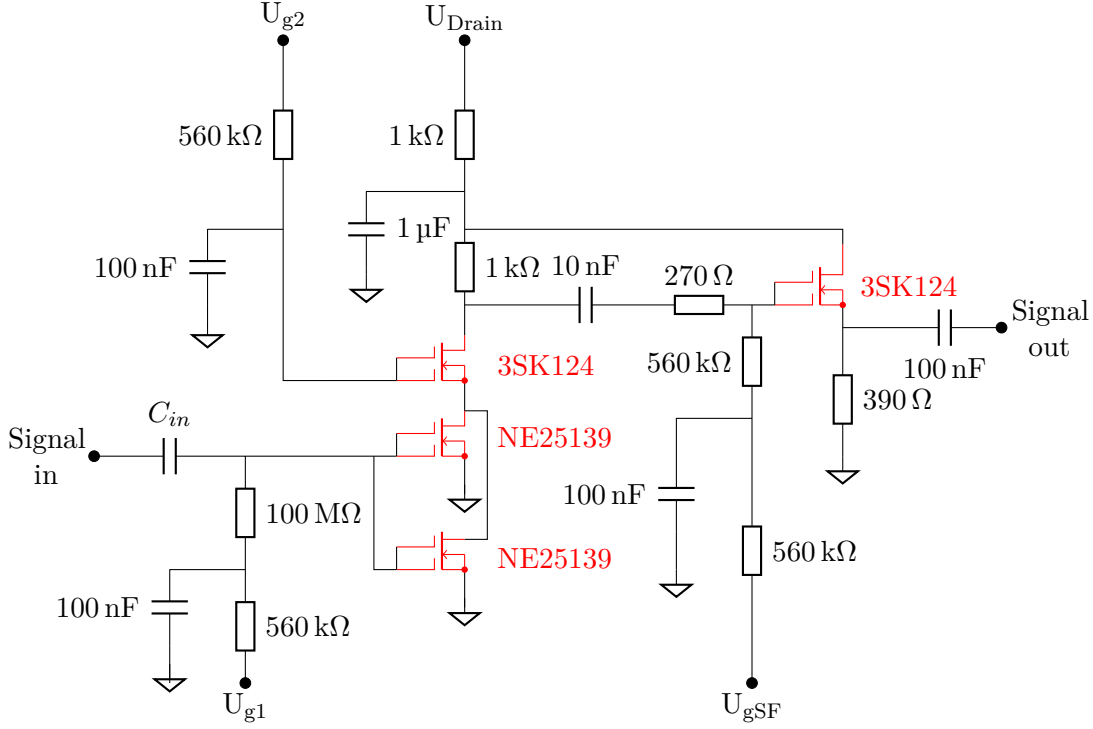 U_g2
U_Drain
560 kΩ
1 kΩ
1 µF
100 nF
1 kΩ
10 nF
270 Ω
3SK124
Signal
out
100 nF
3SK124
560 kΩ
390 Ω
C_in
Signal
in
NE25139
100 MΩ
100 nF
NE25139
560 kΩ
100 nF
560 kΩ
U_g1
U_gSF